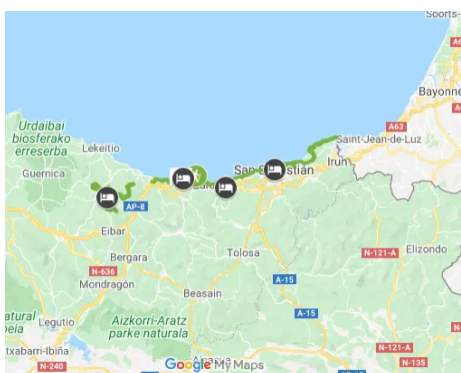 Soorts-
A6
Bayonne
A63
Urdaibai
biosferako
erreserba
Lekeitio
Saint-Jean-de-Luz
Guernica
San
stián
Irun
AP-8
Eibar
Bergara
Tolosa
N-121-A
Elizondo
N-636
Mondragón
A-15
Beasain
A-15
Legutio
Aizkorri-Aratz
parke naturala
txabarri-Ibiña
N-121-A
N-240
Google My Maps
N-135